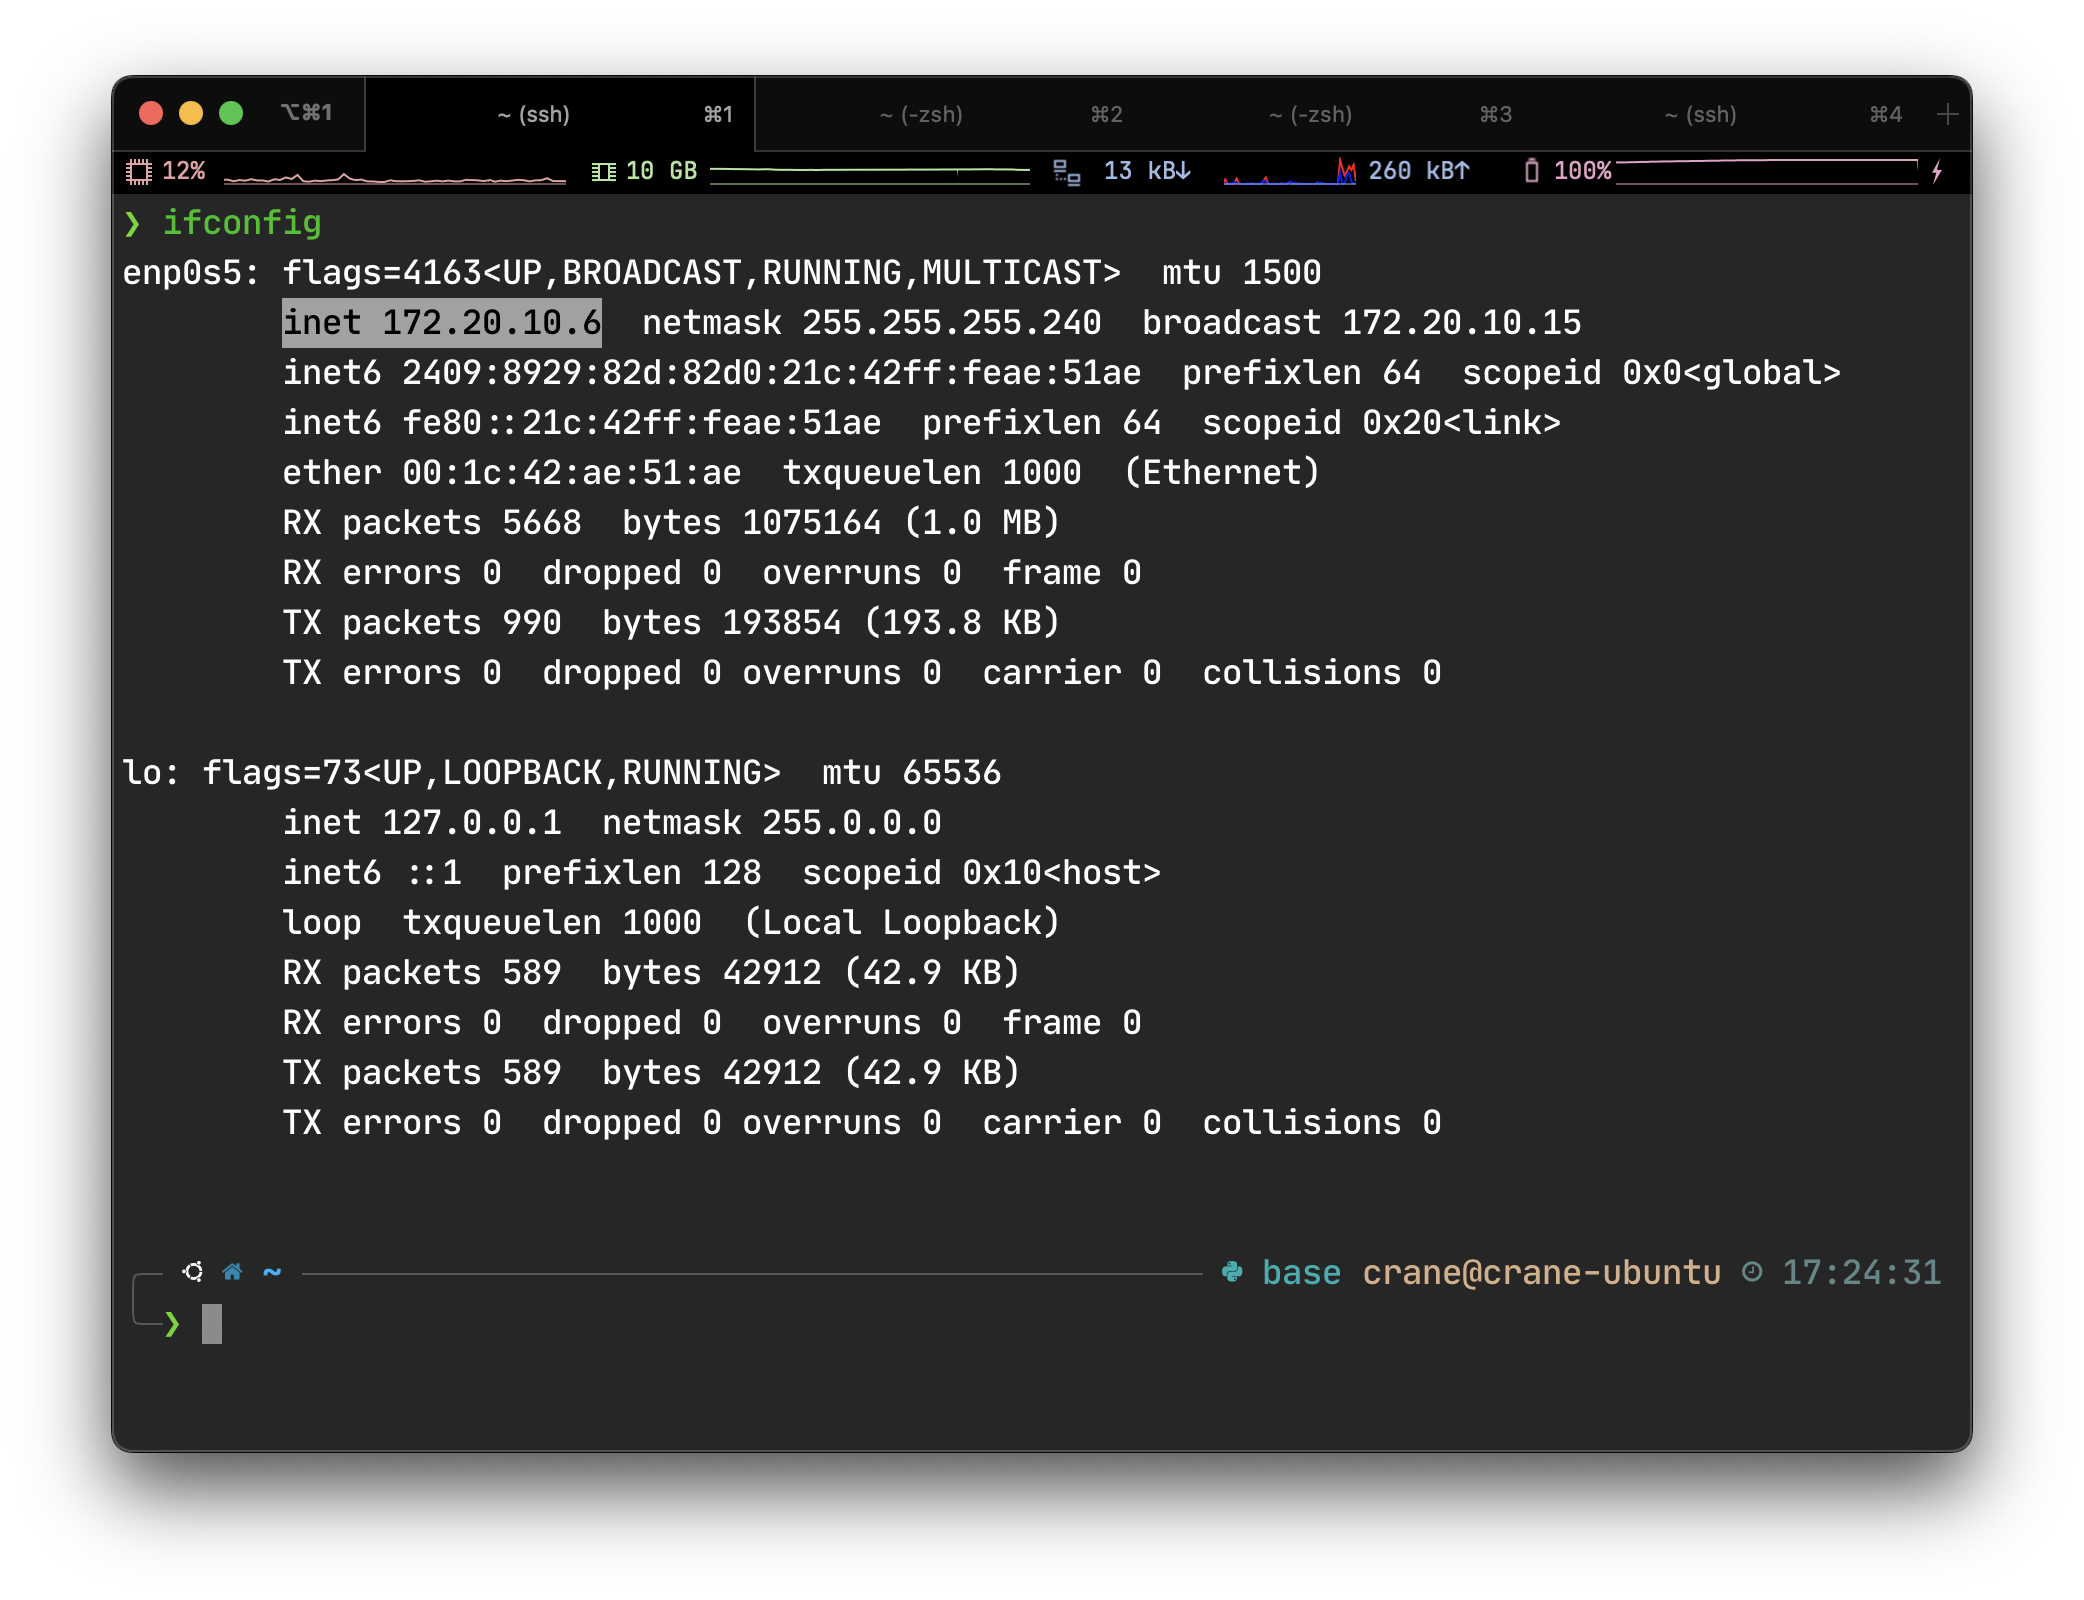 ⌥⌘1 ~ (ssh) ⌘1 ~ (-zsh) ⌘2 ~ (-zsh) ⌘3 ~ (ssh) ⌘4 +
12% 10 GB 13 kB↓ 260 kB↑ 100%
❯ ifconfig
enp0s5: flags=4163<UP,BROADCAST,RUNNING,MULTICAST>  mtu 1500
        inet 172.20.10.6  netmask 255.255.255.240  broadcast 172.20.10.15
        inet6 2409:8929:82d:82d0:21c:42ff:feae:51ae  prefixlen 64  scopeid 0x0<global>
        inet6 fe80::21c:42ff:feae:51ae  prefixlen 64  scopeid 0x20<link>
        ether 00:1c:42:ae:51:ae  txqueuelen 1000  (Ethernet)
        RX packets 5668  bytes 1075164 (1.0 MB)
        RX errors 0  dropped 0  overruns 0  frame 0
        TX packets 990  bytes 193854 (193.8 KB)
        TX errors 0  dropped 0 overruns 0  carrier 0  collisions 0
lo: flags=73<UP,LOOPBACK,RUNNING>  mtu 65536
        inet 127.0.0.1  netmask 255.0.0.0
        inet6 ::1  prefixlen 128  scopeid 0x10<host>
        loop  txqueuelen 1000  (Local Loopback)
        RX packets 589  bytes 42912 (42.9 KB)
        RX errors 0  dropped 0  overruns 0  frame 0
        TX packets 589  bytes 42912 (42.9 KB)
        TX errors 0  dropped 0 overruns 0  carrier 0  collisions 0
~ base crane@crane-ubuntu 17:24:31
❯